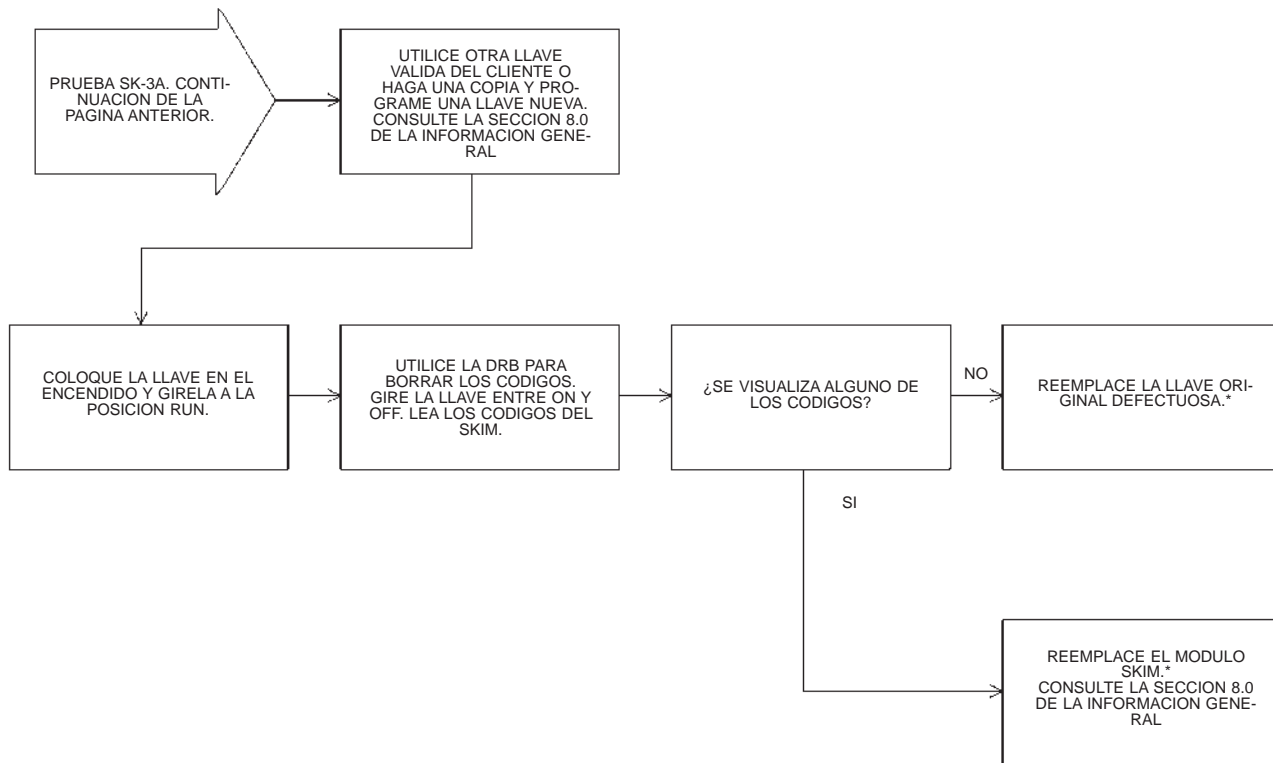 PRUEBA SK-3A. CONTI-
NUACION DE LA
PAGINA ANTERIOR.
UTILICE OTRA LLAVE
VALIDA DEL CLIENTE O
HAGA UNA COPIA Y PRO-
GRAME UNA LLAVE NUEVA.
CONSULTE LA SECCION 8.0
DE LA INFORMACION GENE-
RAL
COLOQUE LA LLAVE EN EL
ENCENDIDO Y GIRELA A LA
POSICION RUN.
UTILICE LA DRB PARA
BORRAR LOS CODIGOS.
GIRE LA LLAVE ENTRE ON Y
OFF. LEA LOS CODIGOS DEL
SKIM.
¿SE VISUALIZA ALGUNO DE
LOS CODIGOS?
NO
REEMPLACE LA LLAVE ORI-
GINAL DEFECTUOSA.*
SI
REEMPLACE EL MODULO
SKIM.*
CONSULTE LA SECCION 8.0
DE LA INFORMACION GENE-
RAL